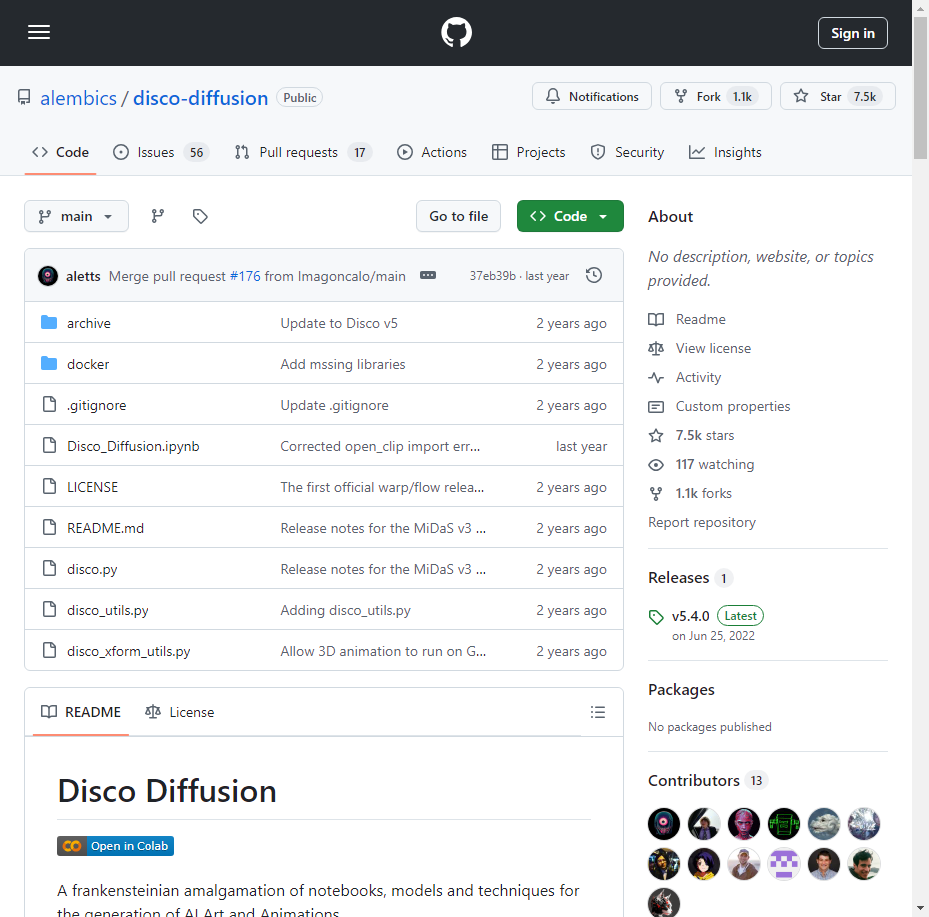 Sign in
alembics / disco-diffusion Public
Notifications Fork 1.1k Star 7.5k
Code Issues 56 Pull requests 17 Actions Projects Security Insights
main Go to file Code
aletts Merge pull request #176 from Imagoncalo/main 37eb39b · last year
archive Update to Disco v5 2 years ago
docker Add mssing libraries 2 years ago
.gitignore Update .gitignore 2 years ago
Disco_Diffusion.ipynb Corrected open_clip import err... last year
LICENSE The first official warp/flow relea... 2 years ago
README.md Release notes for the MiDaS v3 ... 2 years ago
disco.py Release notes for the MiDaS v3 ... 2 years ago
disco_utils.py Adding disco_utils.py 2 years ago
disco_xform_utils.py Allow 3D animation to run on G... 2 years ago
README License
Disco Diffusion
Open in Colab
A frankensteinian amalgamation of notebooks, models and techniques for
the generation of AI Art and Animations.
About
No description, website, or topics
provided.
Readme
View license
Activity
Custom properties
7.5k stars
117 watching
1.1k forks
Report repository
Releases 1
v5.4.0 Latest
on Jun 25, 2022
Packages
No packages published
Contributors 13